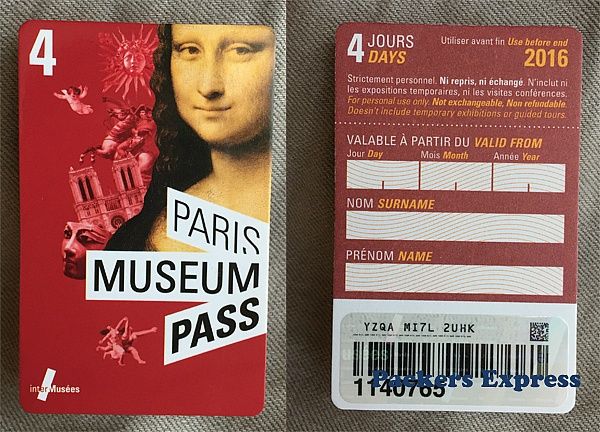 4
PARIS
MUSEUM
PASS
interMusées
4 JOURS
DAYS
Utiliser avant fin Use before end
2016
Strictement personnel. Ni repris, ni échangé. N'inclut ni
les expositions temporaires, ni les visites conférences.
For personal use only. Not exchangeable, Non refundable.
Doesn't include temporary exhibitions or guided tours.
VALABLE À PARTIR DU VALID FROM
Jour Day Mois Month Année Year
NOM SURNAME
PRÉNOM NAME
YZQA MI7L 2UHK
1140765
Packers Express